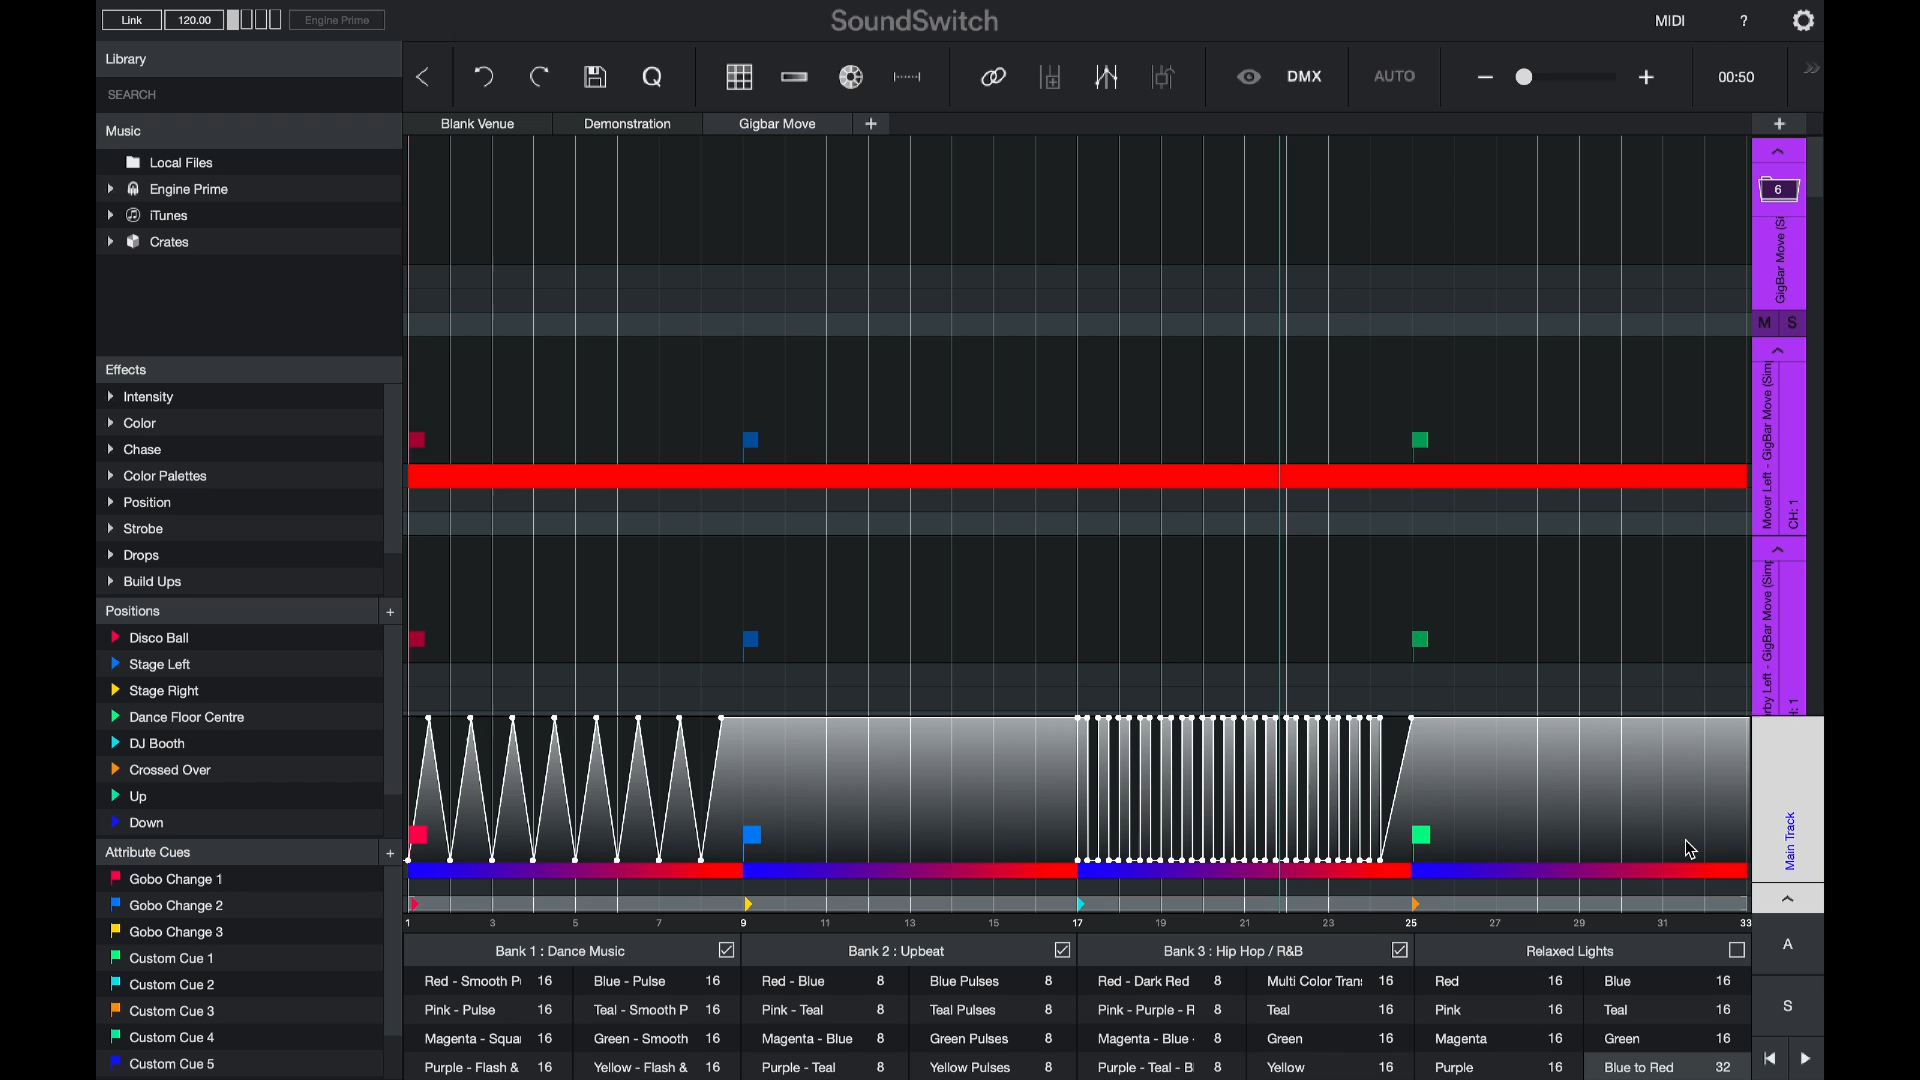 Link 120.00 Engine Prime SoundSwitch MIDI ?
Library
SEARCH
Q DMX AUTO 00:50
Blank Venue Demonstration Gigbar Move + +
Music
Local Files
Engine Prime
iTunes
Crates
6
GigBar Move (Si
M S
Mover Left - GigBar Move (Sim
CH: 1
rby Left - GigBar Move (Simp
H: 1
Main Track
Effects
Intensity
Color
Chase
Color Palettes
Position
Strobe
Drops
Build Ups
Positions +
Disco Ball
Stage Left
Stage Right
Dance Floor Centre
DJ Booth
Crossed Over
Up
Down
Attribute Cues +
Gobo Change 1
Gobo Change 2
Gobo Change 3
Custom Cue 1
Custom Cue 2
Custom Cue 3
Custom Cue 4
Custom Cue 5
1 3 5 7 9 11 13 15 17 19 21 23 25 27 29 31 33
Bank 1 : Dance Music Bank 2 : Upbeat Bank 3 : Hip Hop / R&B Relaxed Lights A
Red - Smooth P 16 Blue - Pulse 16 Red - Blue 8 Blue Pulses 8 Red - Dark Red 8 Multi Color Tran 16 Red 16 Blue 16
Pink - Pulse 16 Teal - Smooth P 16 Pink - Teal 8 Teal Pulses 8 Pink - Purple - R 8 Teal 16 Pink 16 Teal 16 S
Magenta - Squa 16 Green - Smooth 16 Magenta - Blue 8 Green Pulses 8 Magenta - Blue - 8 Green 16 Magenta 16 Green 16
Purple - Flash & 16 Yellow - Flash & 16 Purple - Teal 8 Yellow Pulses 8 Purple - Teal - B 8 Yellow 16 Purple 16 Blue to Red 32